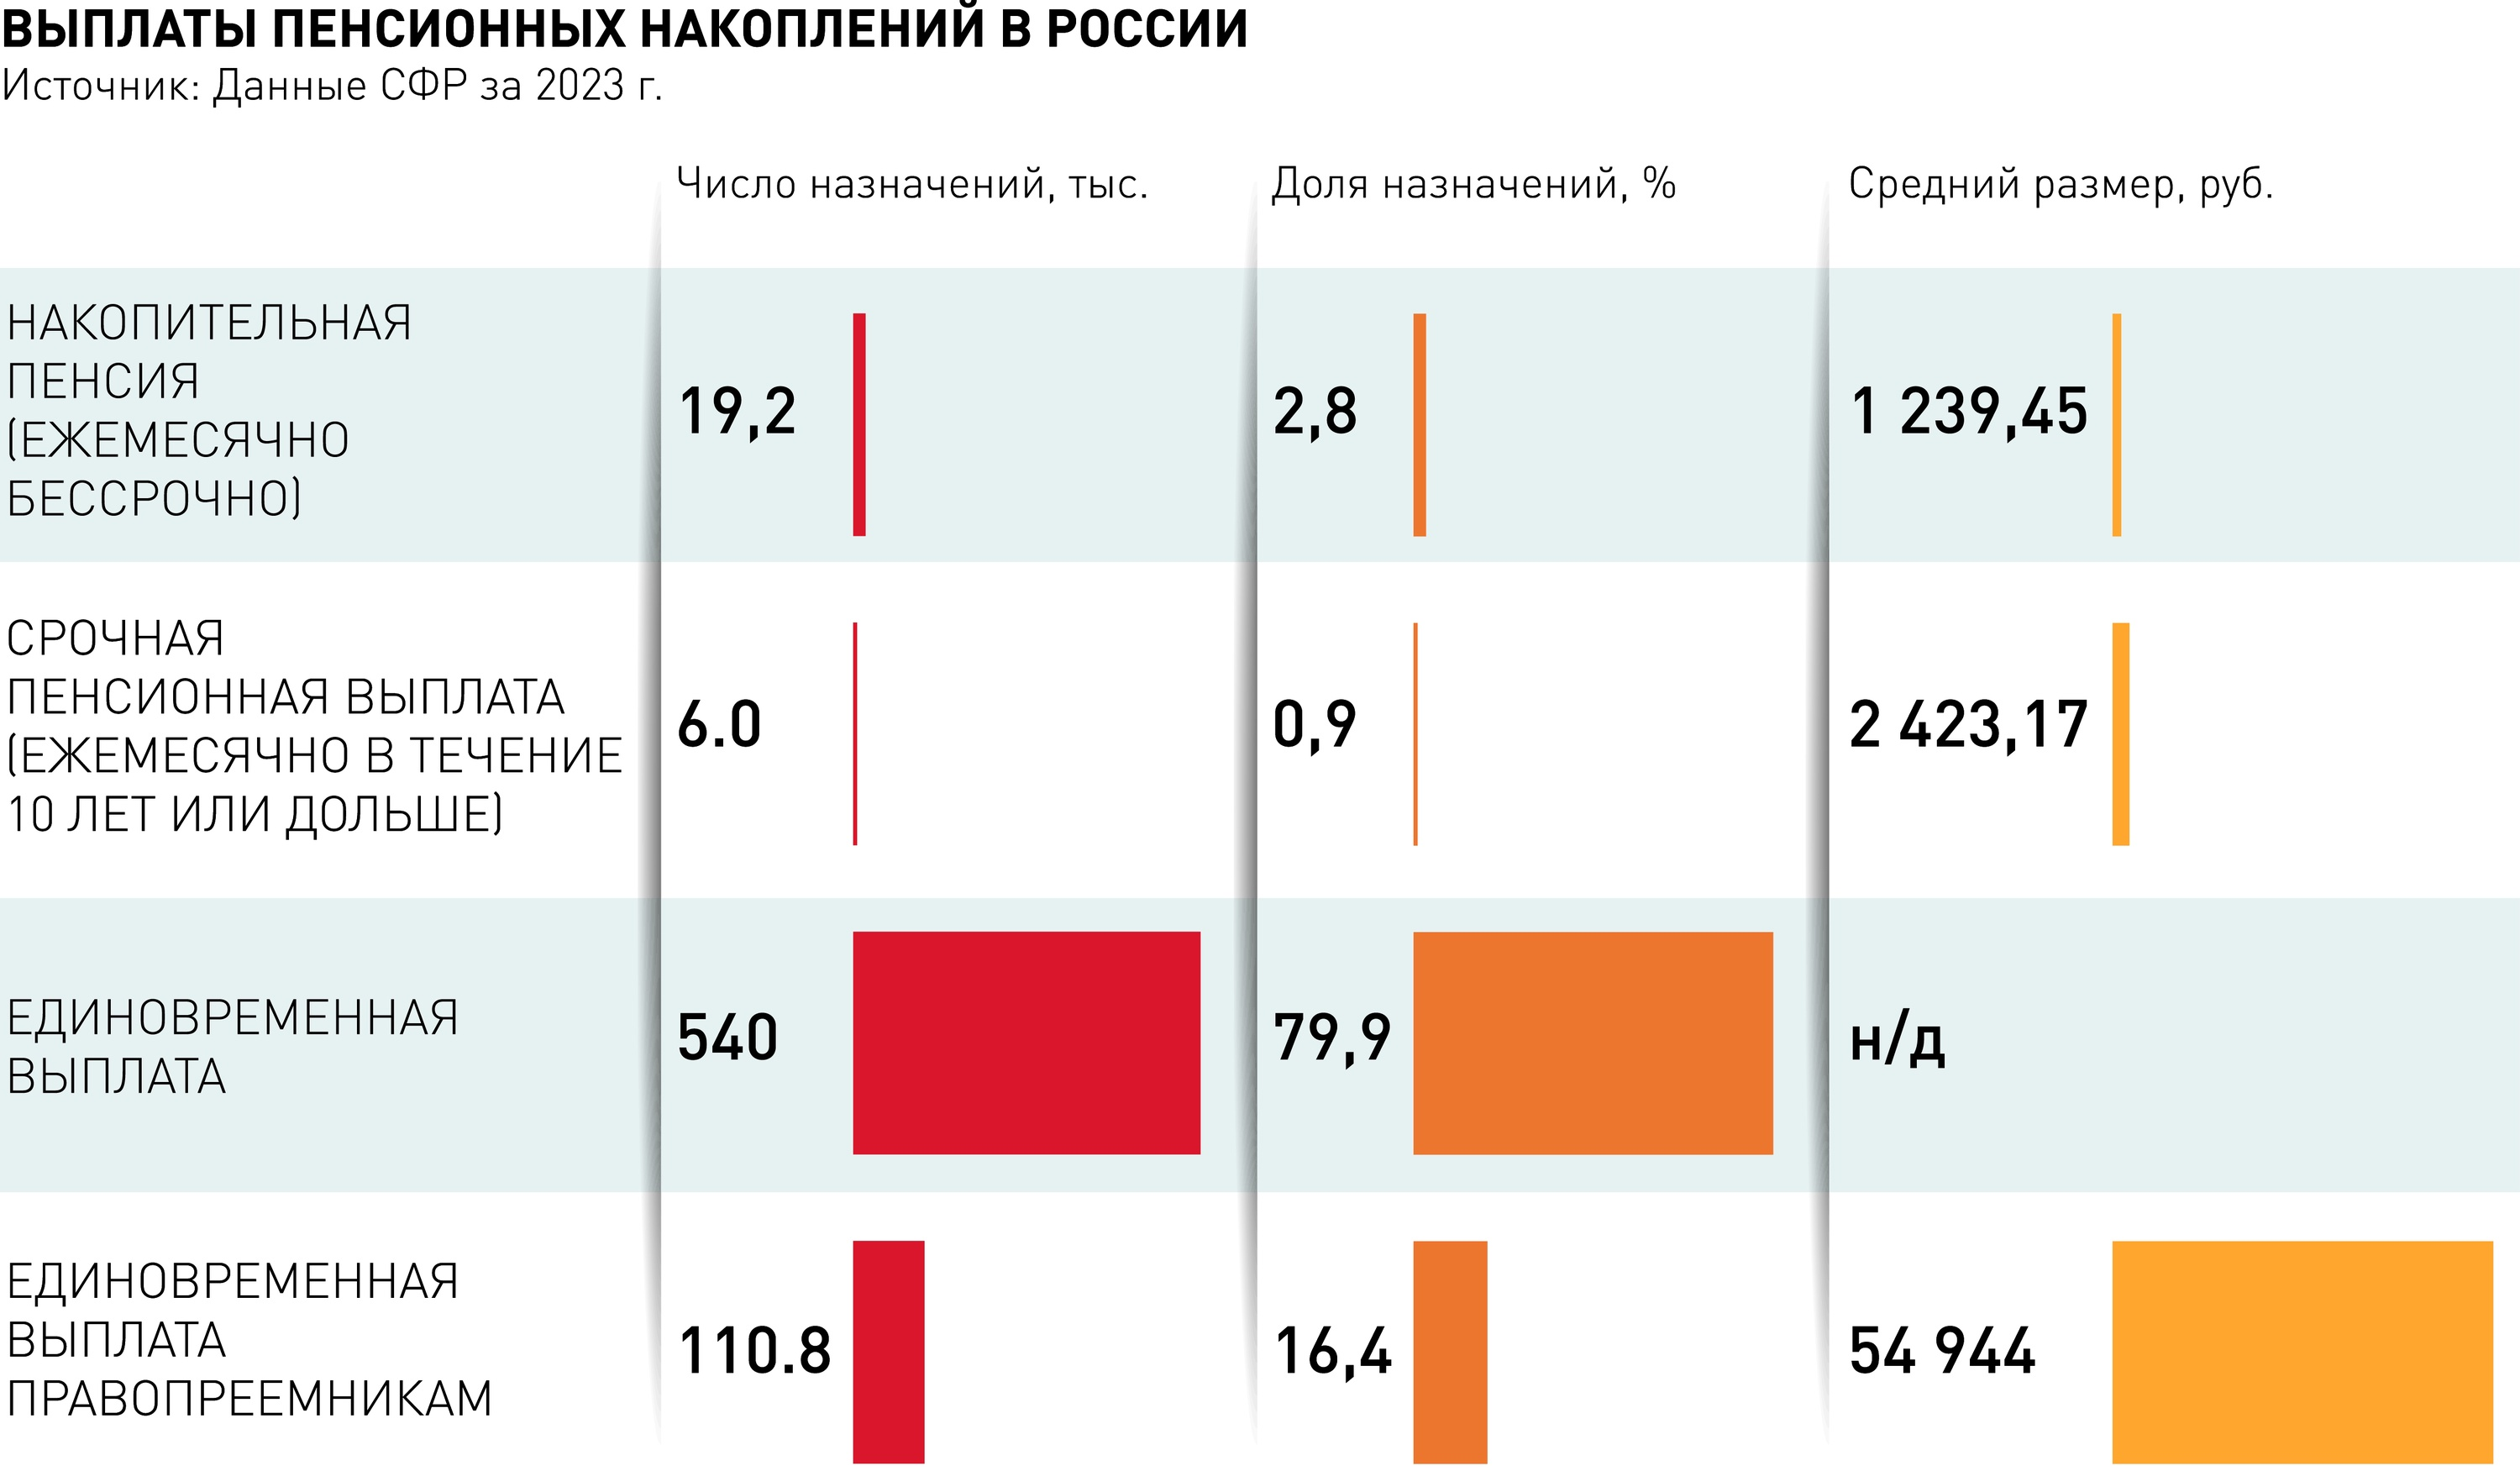 ВЫПЛАТЫ ПЕНСИОННЫХ НАКОПЛЕНИЙ В РОССИИ
Источник: Данные СФР за 2023 г.
Число назначений, тыс.
Доля назначений, %
Средний размер, руб.
НАКОПИТЕЛЬНАЯ
ПЕНСИЯ
(ЕЖЕМЕСЯЧНО
БЕССРОЧНО)
19,2
2,8
1 239,45
СРОЧНАЯ
ПЕНСИОННАЯ ВЫПЛАТА
(ЕЖЕМЕСЯЧНО В ТЕЧЕНИЕ
10 ЛЕТ ИЛИ ДОЛЬШЕ)
6.0
0,9
2 423,17
ЕДИНОВРЕМЕННАЯ
ВЫПЛАТА
540
79,9
н/д
ЕДИНОВРЕМЕННАЯ
ВЫПЛАТА
ПРАВОПРЕЕМНИКАМ
110.8
16,4
54 944